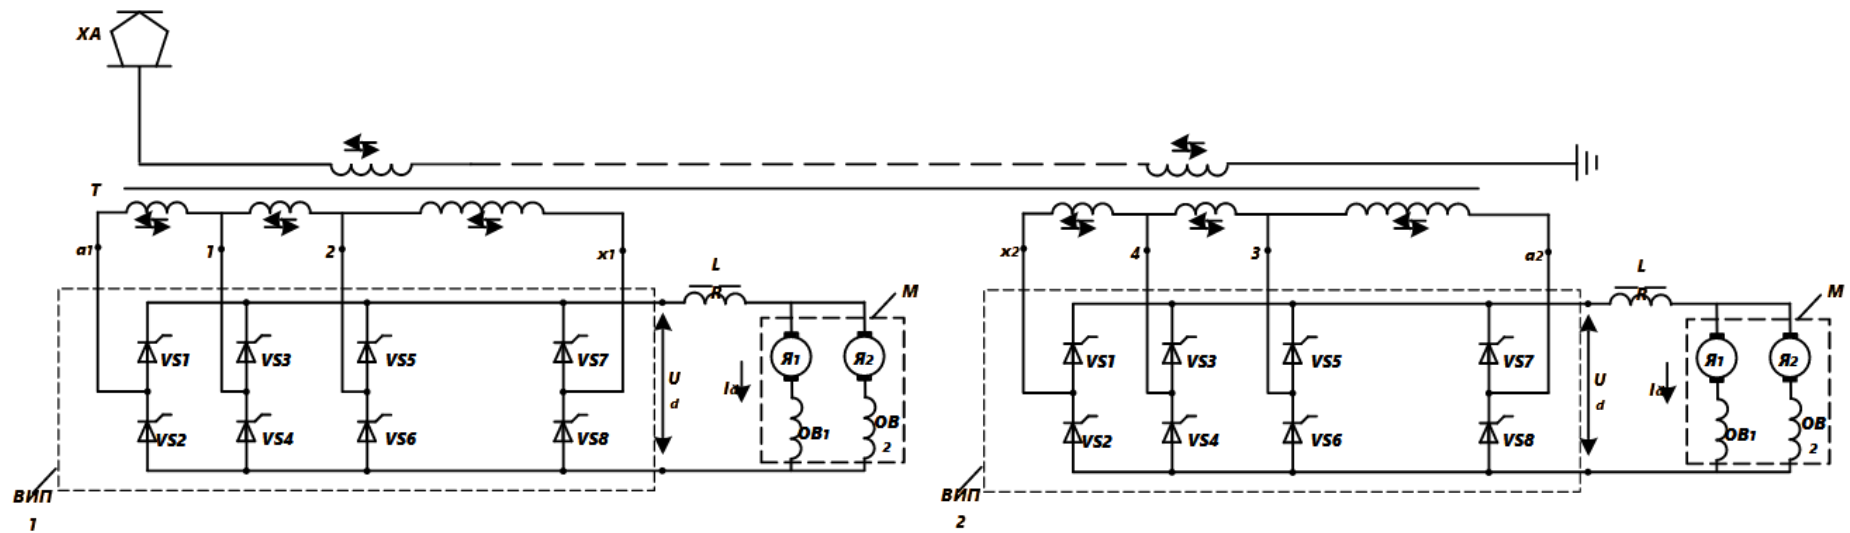 ХА
Т
а1
1
2
х1
х2
4
3
а2
L
R
М
L
R
М
VS1
VS3
VS5
VS7
Я1
Я2
U
d
Id
VS1
VS3
VS5
VS7
Я1
Я2
U
d
Id
VS2
VS4
VS6
VS8
ОВ1
ОВ
2
VS2
VS4
VS6
VS8
ОВ1
ОВ
2
ВИП
1
ВИП
2